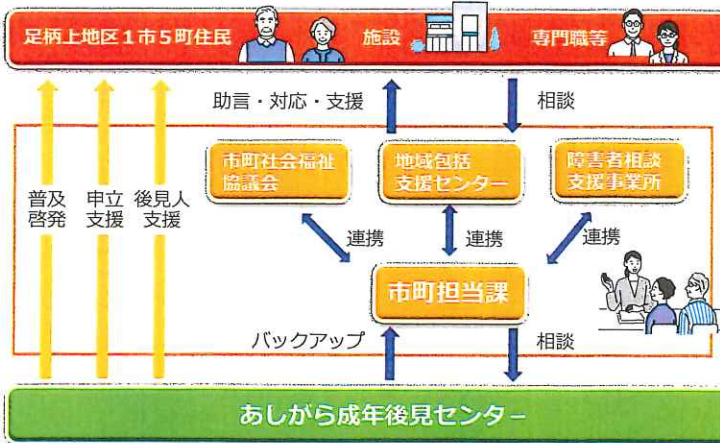 足柄上地区1市5町住民
施設
専門職等
助言・対応・支援
相談
市町社会福祉
協議会
地域包括
支援センター
障害者相談
支援事業所
普及
啓発
申立
支援
後見人
支援
連携
連携
連携
市町担当課
バックアップ
相談
あしがら成年後見センター